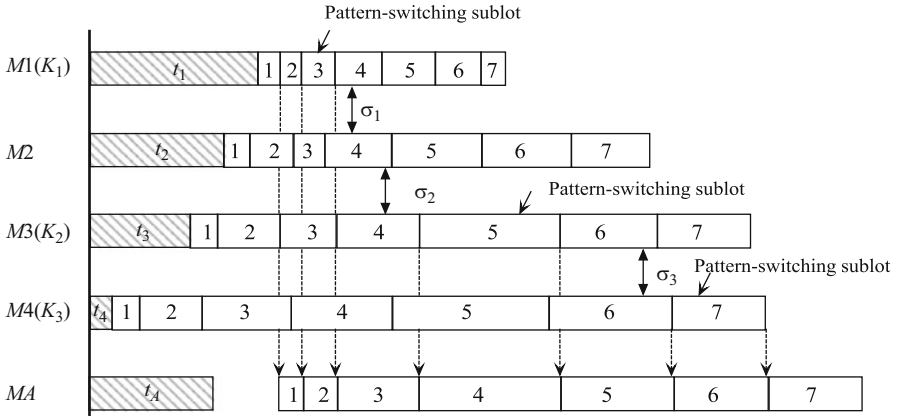 Pattern-switching sublot
M1(K₁) t₁ 1 2 3 4 5 6 7
σ₁
M2 t₂ 1 2 3 4 5 6 7
σ₂ Pattern-switching sublot
M3(K₂) t₃ 1 2 3 4 5 6 7
σ₃ Pattern-switching sublot
M4(K₃) t₄ 1 2 3 4 5 6 7
MA t_A 1 2 3 4 5 6 7